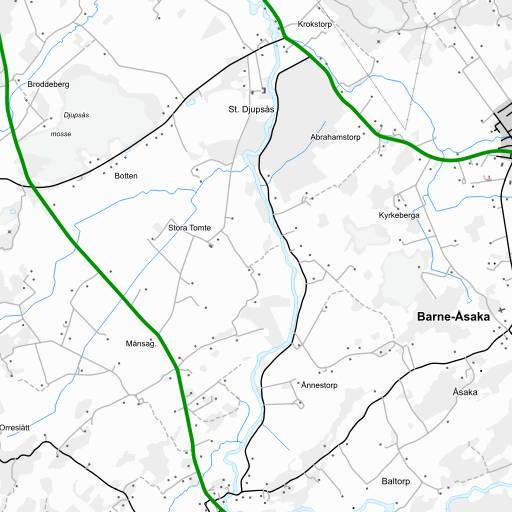 Krokstorp
Broddeberg
St. Djupsås
Djupsås
mosse
Abrahamstorp
Botten
Kyrkeberga
Stora Tomte
Barne-Åsaka
Månsag.
Ånnestorp
Åsaka
Orreslätt
Baltorp